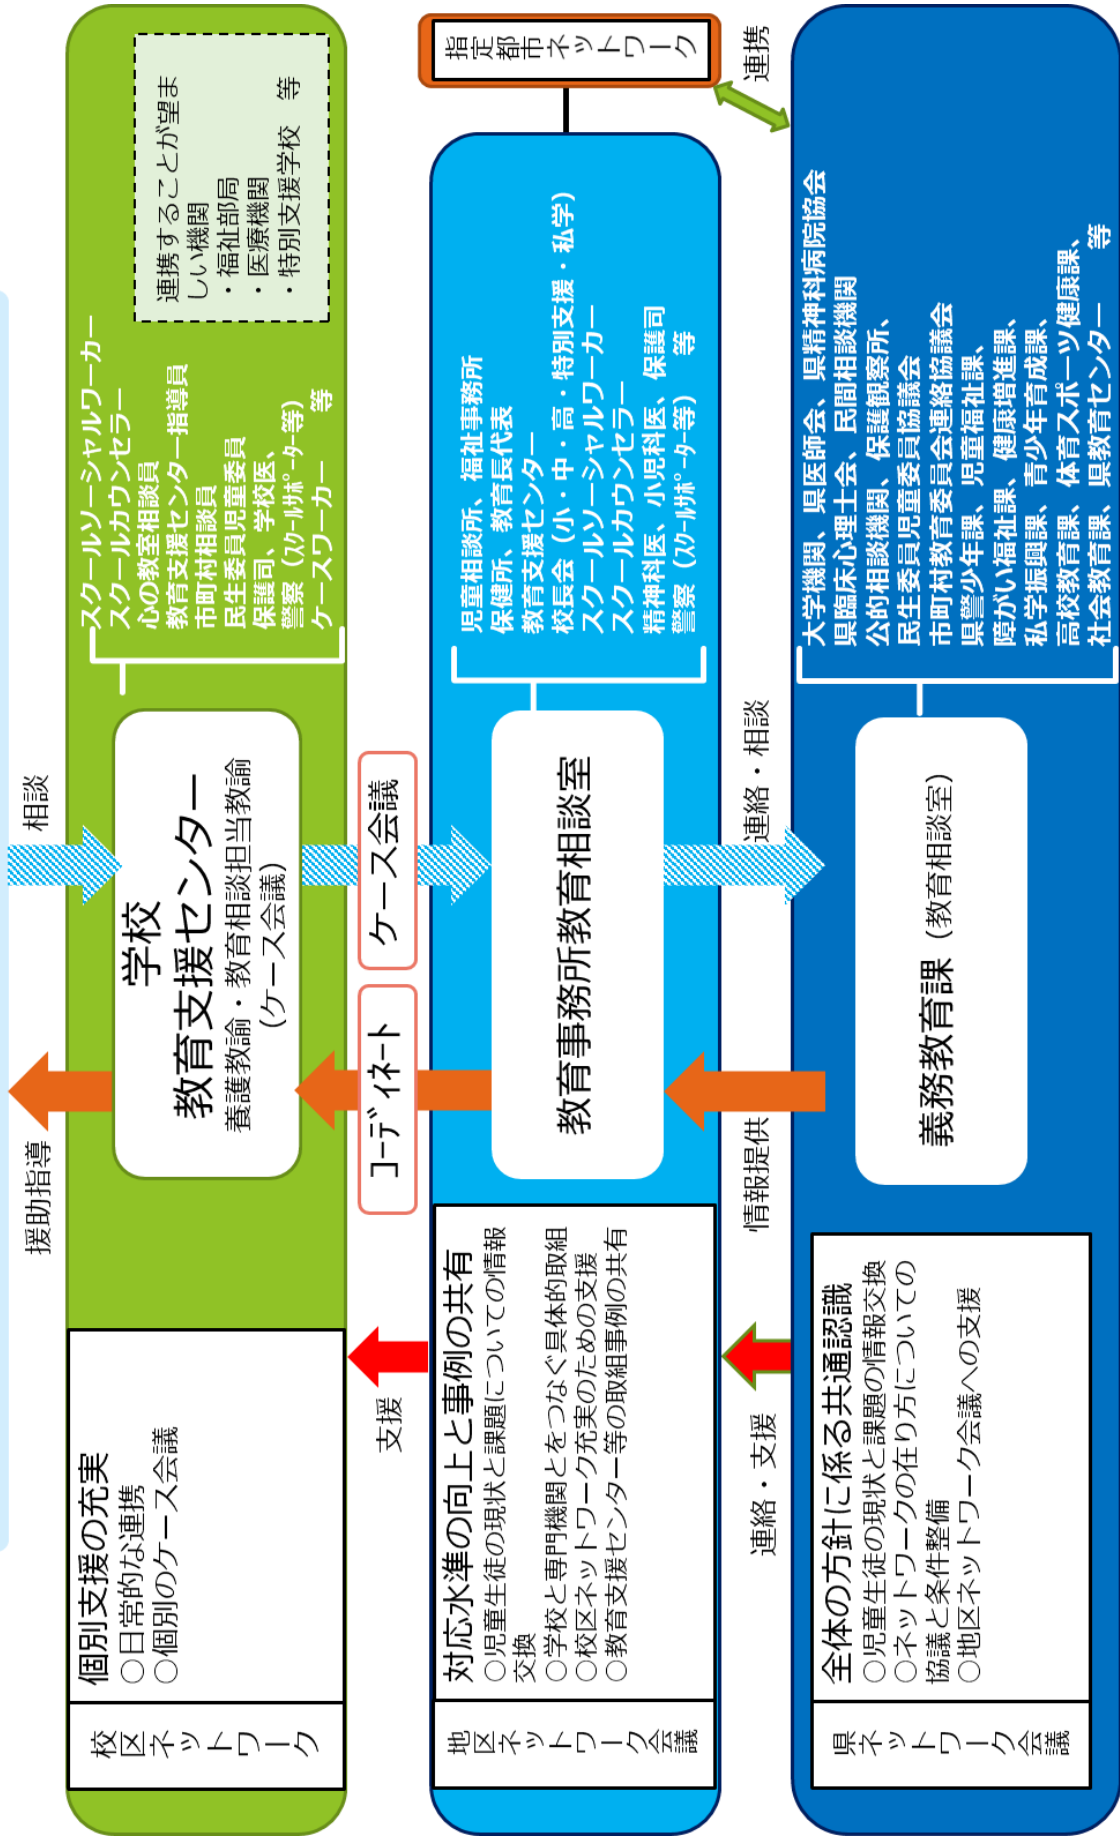 援助指導
相談
校区ネットワーク
個別支援の充実
○日常的な連携
○個別のケース会議
学校
教育支援センター
養護教諭・教育相談担当教諭
（ケース会議）
スクールソーシャルワーカー
スクールカウンセラー
心の教室相談員
教育支援センター指導員
市町村相談員
民生委員児童委員
保護司、学校医、
警察（ｽｸｰﾙｻﾎﾟｰﾀｰ等）
ケースワーカー　等
連携することが望ま
しい機関
・福祉部局
・医療機関
・特別支援学校　等
支援
ｺｰﾃﾞｨﾈｰﾄ
ケース会議
指定都市ネットワーク
地区ネットワーク会議
対応水準の向上と事例の共有
○児童生徒の現状と課題についての情報
交換
○学校と専門機関とをつなぐ具体的取組
○校区ネットワーク充実のための支援
○教育支援センター等の取組事例の共有
教育事務所教育相談室
児童相談所、福祉事務所
保健所、教育長代表
教育支援センター
校長会（小・中・高・特別支援・私学）
スクールソーシャルワーカー
スクールカウンセラー
精神科医、小児科医、保護司
警察（ｽｸｰﾙｻﾎﾟｰﾀｰ等）　等
連絡・支援
情報提供
連絡・相談
連携
県ネットワーク会議
全体の方針に係る共通認識
○児童生徒の現状と課題の情報交換
○ネットワークの在り方についての
協議と条件整備
○地区ネットワーク会議への支援
義務教育課（教育相談室）
大学機関、県医師会、県精神科病院協会
県臨床心理士会、民間相談機関
公的相談機関、保護観察所、
民生委員児童委員協議会
市町村教育委員会連絡協議会
県警少年課、児童福祉課、
障がい福祉課、健康増進課、
私学振興課、青少年育成課、
高校教育課、体育スポーツ健康課、
社会教育課、県教育センター　等